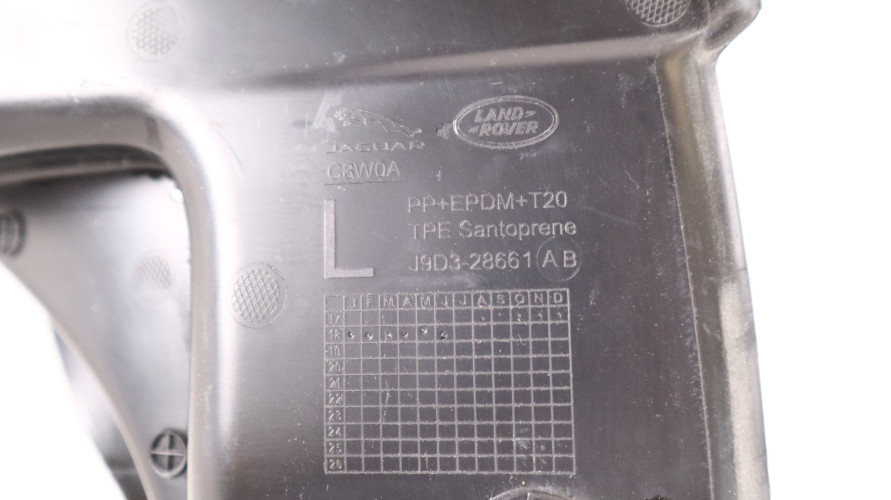 JAGUAR
LAND ROVER
C8W0A
L
PP+EPDM+T20
TPE Santoprene
J9D3-28661 A B
J F M A M J J A S O N D
17
18
19
20
21
22
23
24
25
26